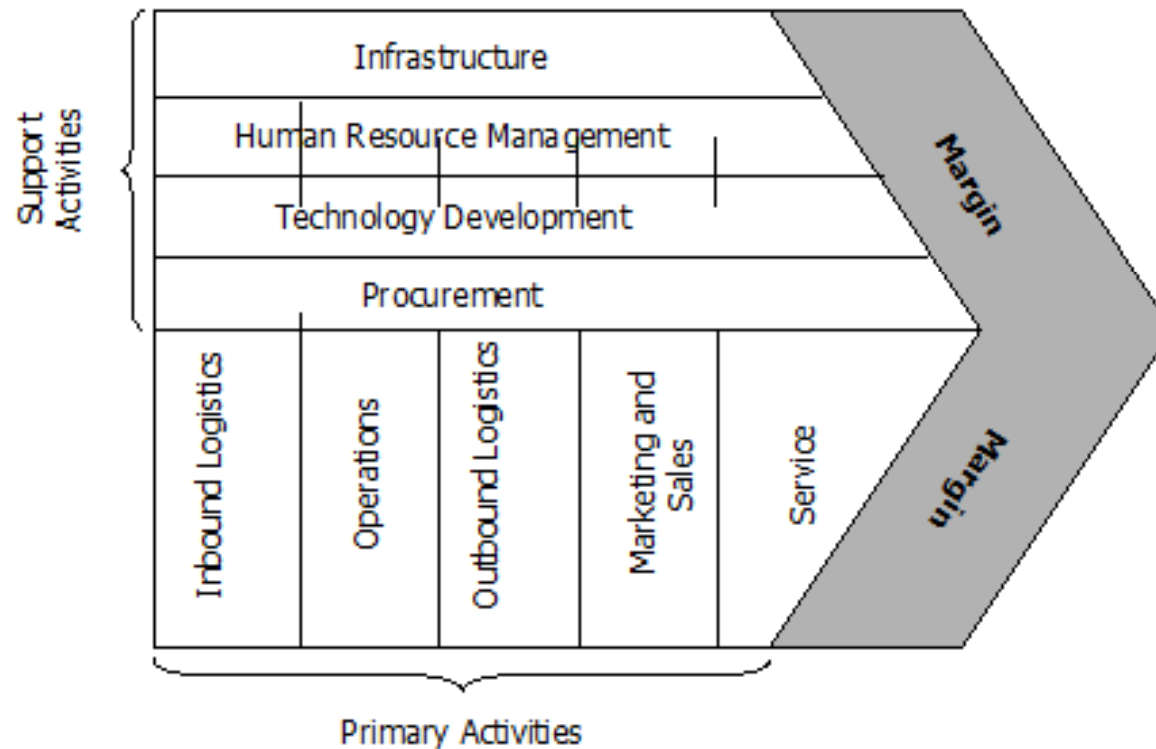 Support
Activities
Infrastructure
Human Resource Management
Technology Development
Procurement
Inbound Logistics
Operations
Outbound Logistics
Marketing and
Sales
Service
Margin
Margin
Primary Activities